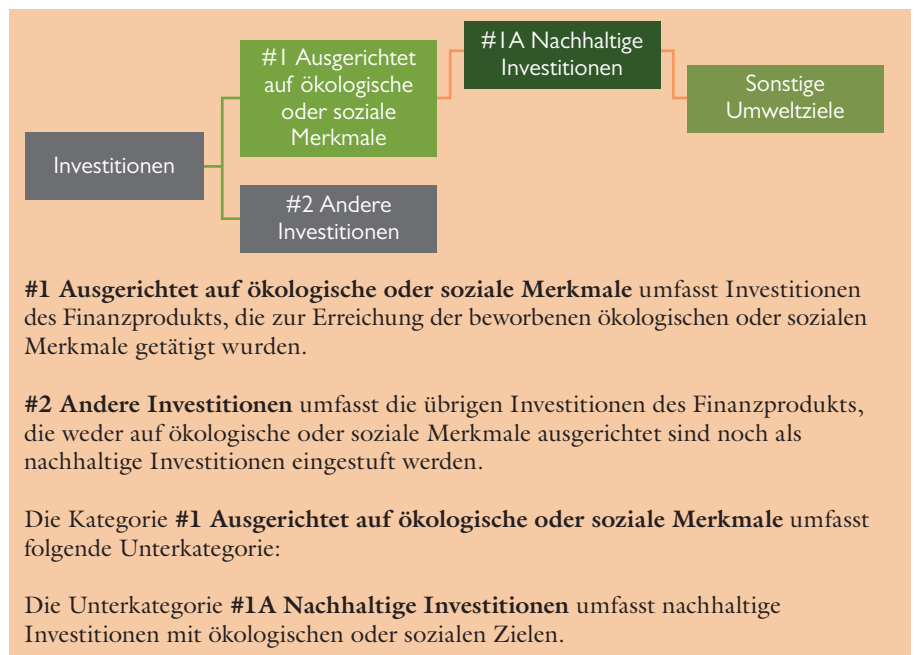 #1 Ausgerichtet
auf ökologische
oder soziale
Merkmale
#1A Nachhaltige
Investitionen
Sonstige
Umweltziele
Investitionen
#2 Andere
Investitionen
#1 Ausgerichtet auf ökologische oder soziale Merkmale umfasst Investitionen
des Finanzprodukts, die zur Erreichung der beworbenen ökologischen oder sozialen
Merkmale getätigt wurden.
#2 Andere Investitionen umfasst die übrigen Investitionen des Finanzprodukts,
die weder auf ökologische oder soziale Merkmale ausgerichtet sind noch als
nachhaltige Investitionen eingestuft werden.
Die Kategorie #1 Ausgerichtet auf ökologische oder soziale Merkmale umfasst
folgende Unterkategorie:
Die Unterkategorie #1A Nachhaltige Investitionen umfasst nachhaltige
Investitionen mit ökologischen oder sozialen Zielen.